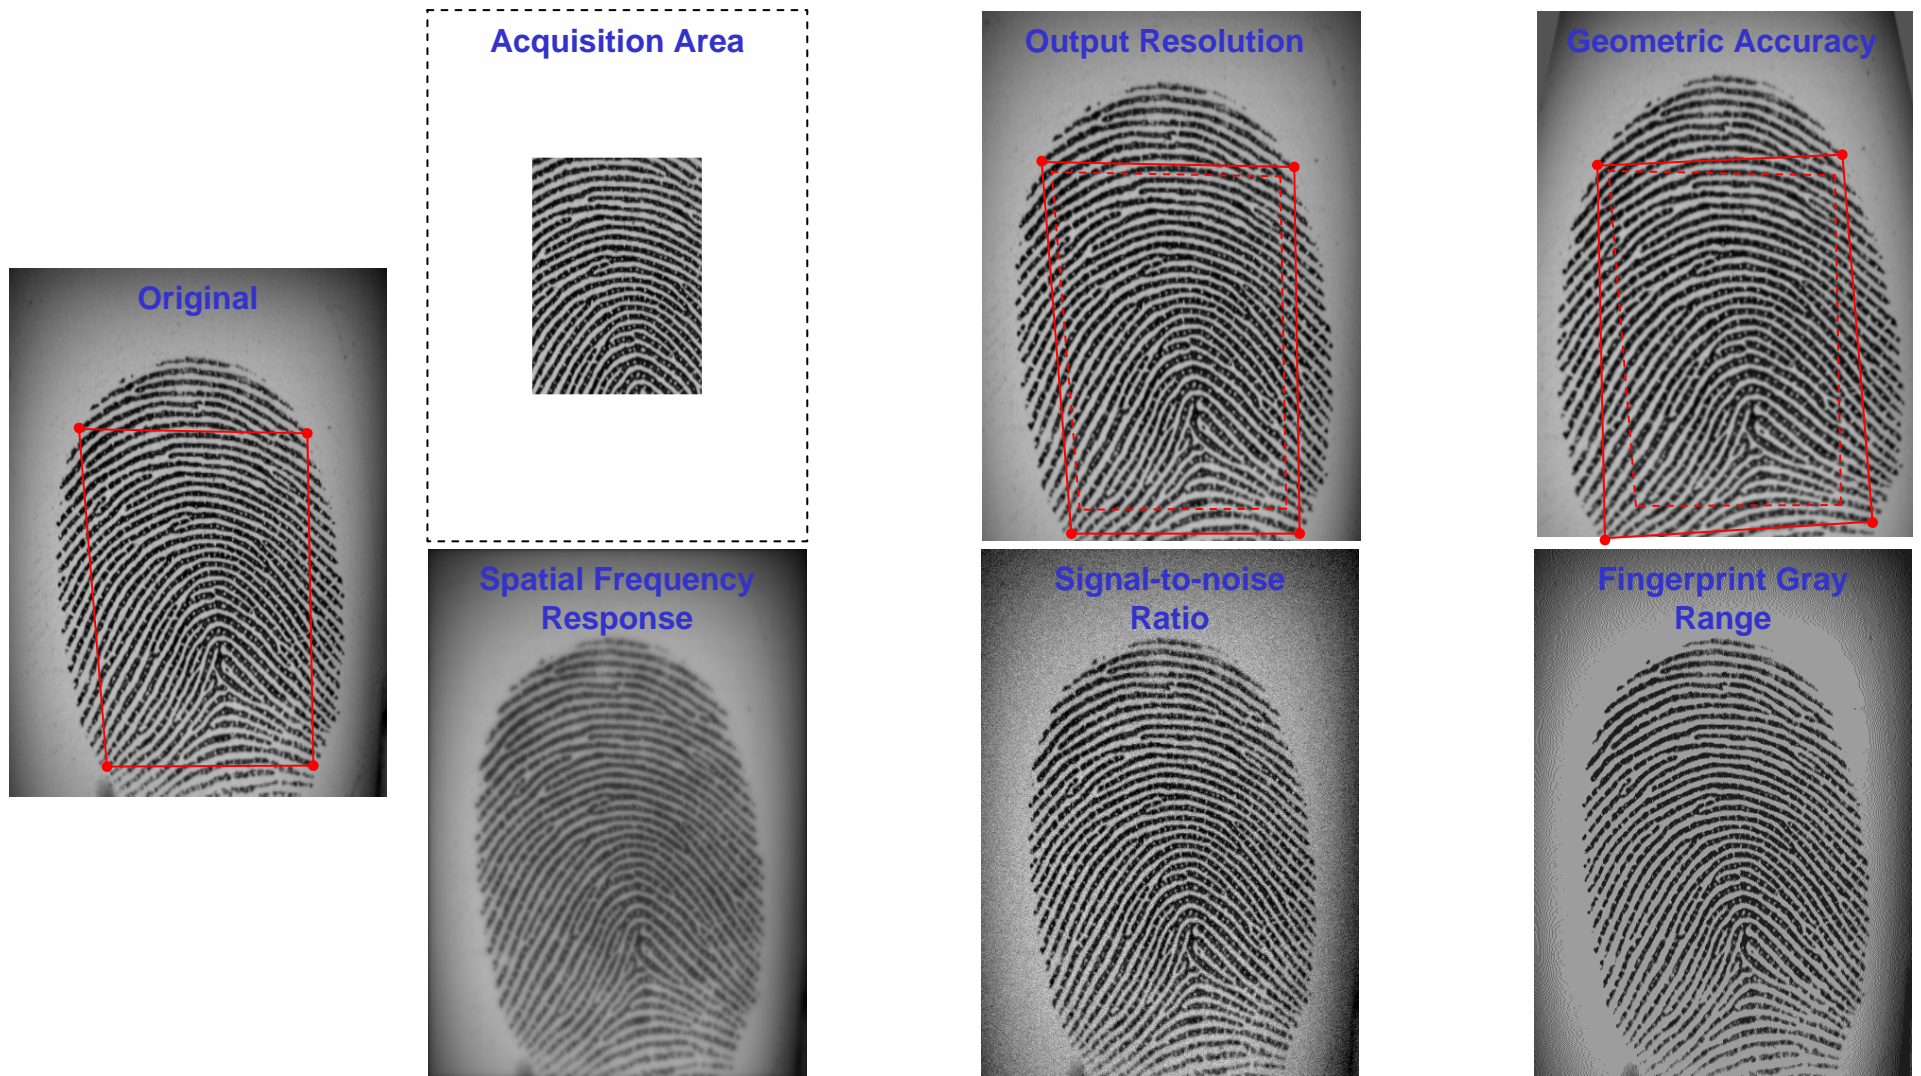 Acquisition Area
Output Resolution
Geometric Accuracy
Original
Spatial Frequency
Response
Signal-to-noise
Ratio
Fingerprint Gray
Range